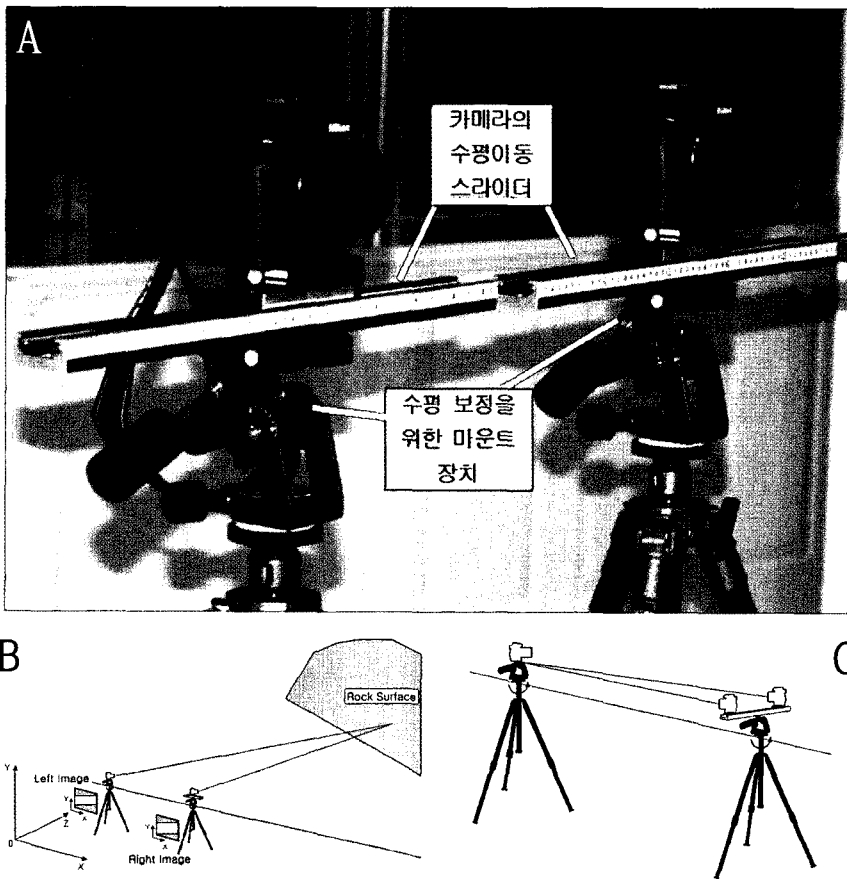 A
카메라의
수평이동
스라이더
수평 보정을
위한 마운트
장치
B
Rock Surface
Y
Left Image
Y
X
Z
Y
X
0
X
Right Image
C